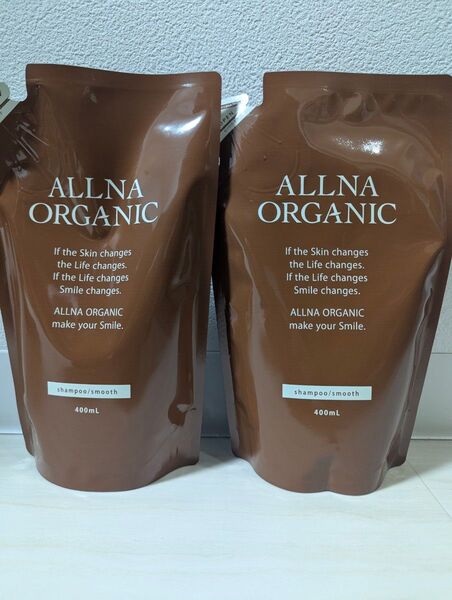 ALLNA
ORGANIC
If the Skin changes
the Life changes.
If the Life changes
Smile changes.
ALLNA ORGANIC
make your Smile.
shampoo/smooth
400mL
ALLNA
ORGANIC
If the Skin changes
the Life changes.
If the Life changes
Smile changes.
ALLNA ORGANIC
make your Smile.
shampoo/smooth
400mL